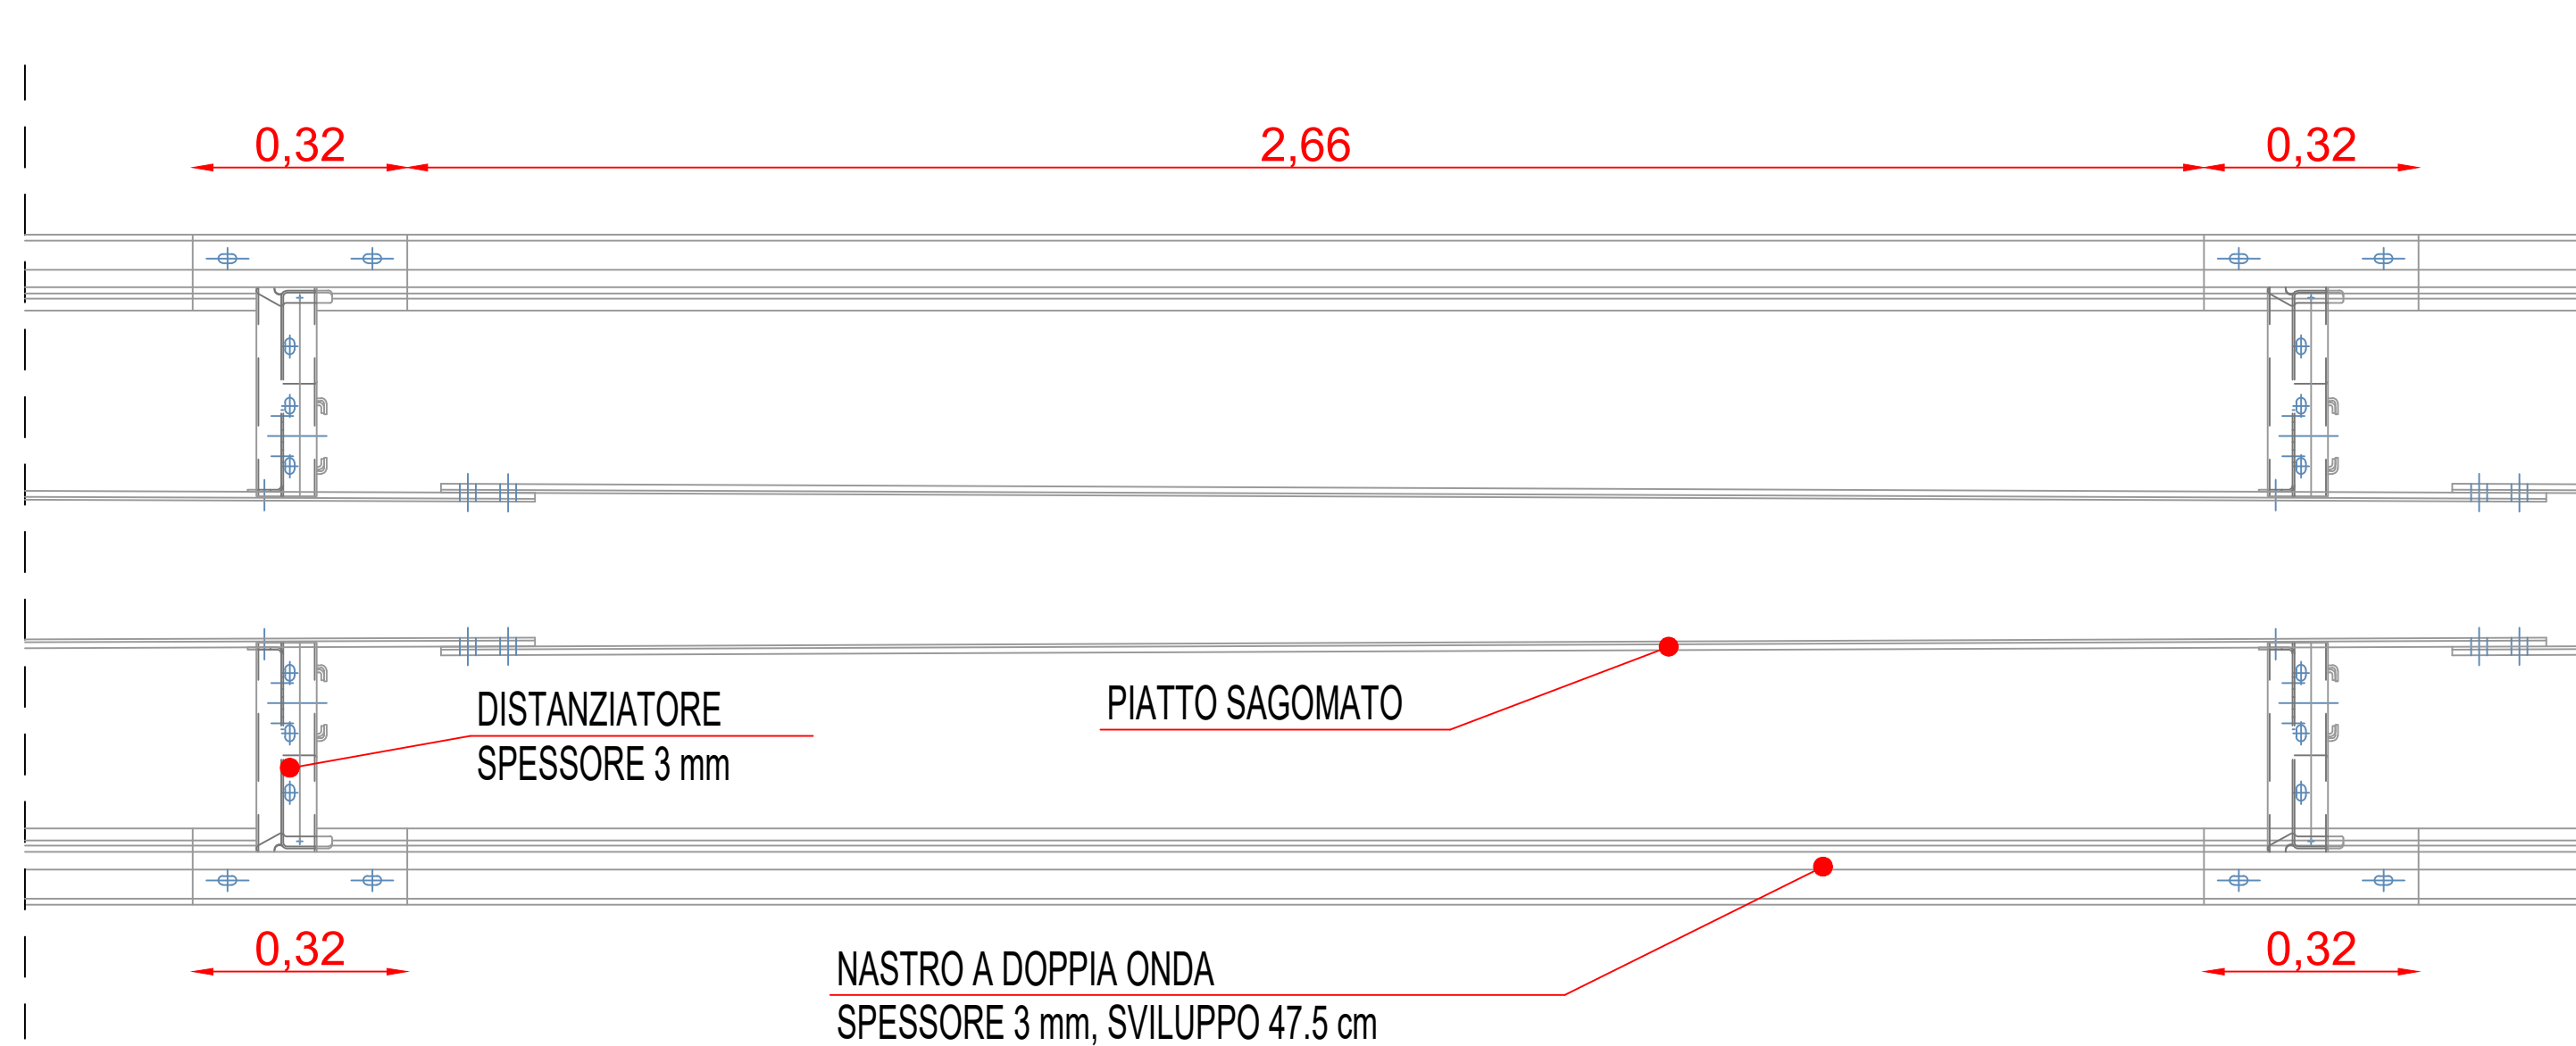 0,32
2,66
0,32
DISTANZIATORE
SPESSORE 3 mm
PIATTO SAGOMATO
NASTRO A DOPPIA ONDA
SPESSORE 3 mm, SVILUPPO 47.5 cm
0,32
0,32